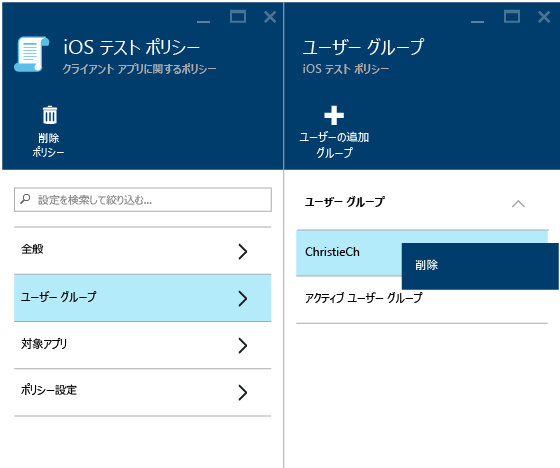 iOS テスト ポリシー
クライアント アプリに関するポリシー
削除
ポリシー
設定を検索して絞り込む...
全般
ユーザー グループ
対象アプリ
ポリシー設定
ユーザー グループ
iOS テスト ポリシー
ユーザーの追加
グループ
ユーザー グループ
ChristieCh
削除
アクティブ ユーザー グループ